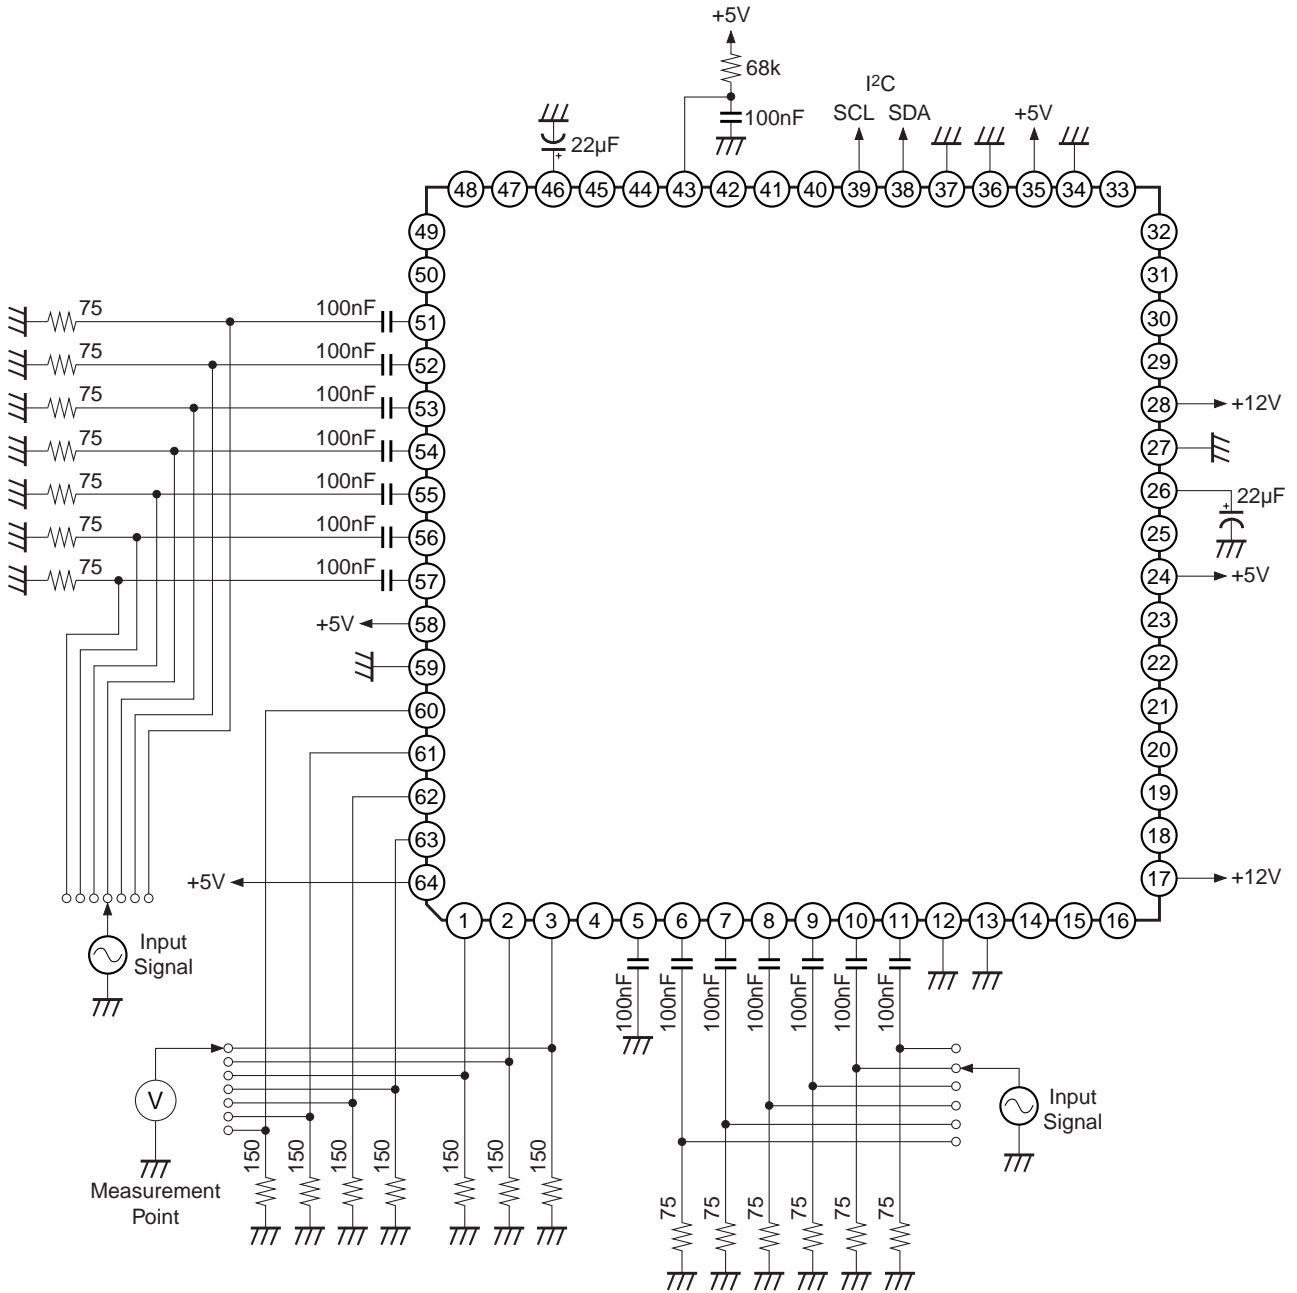 +5V
68k
I²C
100nF
SCL SDA +5V
22µF
+
48 47 46 45 44 43 42 41 40 39 38 37 36 35 34 33
49 32
50 31
75 100nF 51 30
75 100nF 52 29
75 100nF 53 28 +12V
75 100nF 54 27
75 100nF 55 26 + 22µF
75 100nF 56 25
75 100nF 57 24 +5V
+5V 58 23
59 22
60 21
61 20
62 19
63 18
+5V 64 17 +12V
1 2 3 4 5 6 7 8 9 10 11 12 13 14 15 16
Input
Signal
100nF 100nF 100nF 100nF 100nF 100nF 100nF
V
Input
Signal
150 150 150 150 150 150 150
Measurement
Point
75 75 75 75 75 75